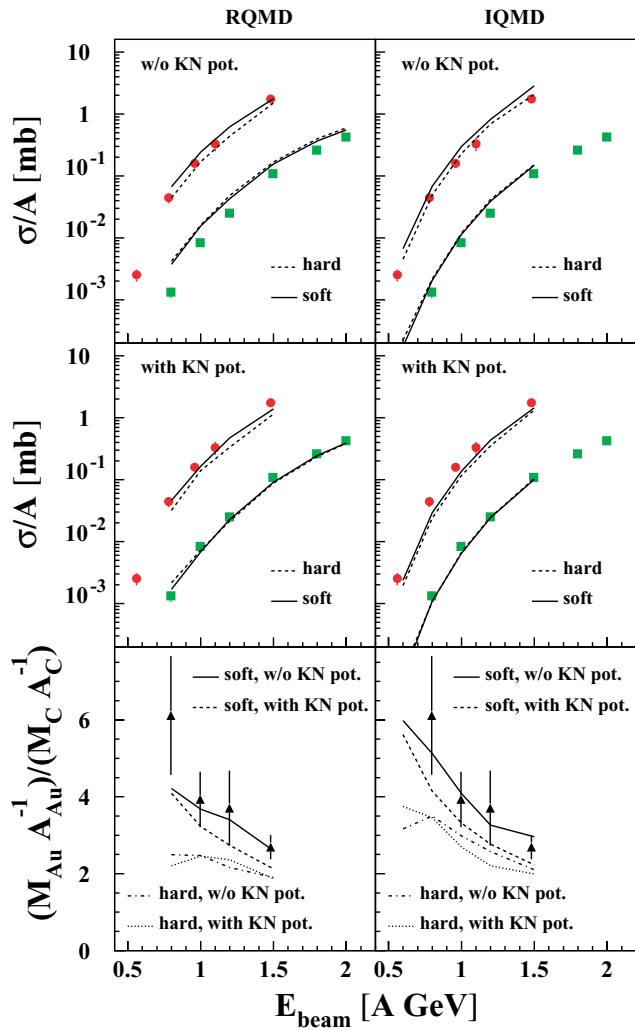 RQMD IQMD
10
1
10^-1
10^-2
10^-3
σ/A [mb]
w/o KN pot.
hard
soft
w/o KN pot.
hard
soft
10
1
10^-1
10^-2
10^-3
σ/A [mb]
with KN pot.
hard
soft
with KN pot.
hard
soft
6
4
2
0
(M_Au A_Au^-1)/(M_C A_C^-1)
soft, w/o KN pot.
soft, with KN pot.
hard, w/o KN pot.
hard, with KN pot.
soft, w/o KN pot.
soft, with KN pot.
hard, w/o KN pot.
hard, with KN pot.
0.5 1 1.5 2 0.5 1 1.5 2
E_beam [A GeV]